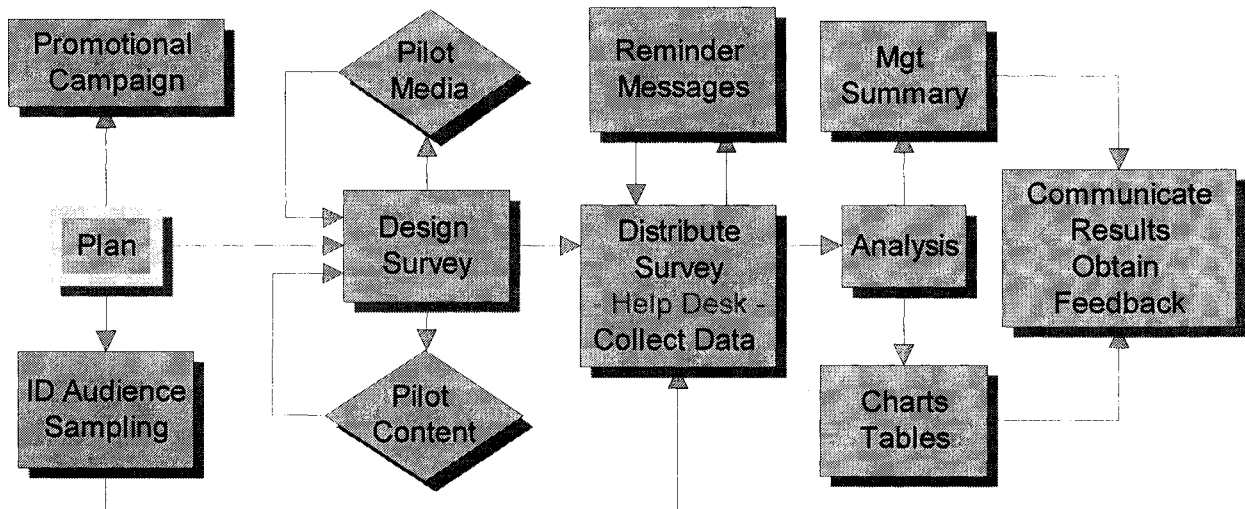 Promotional
Campaign
Plan
ID Audience
Sampling
Pilot
Media
Design
Survey
Pilot
Content
Reminder
Messages
Distribute
Survey
- Help Desk -
Collect Data
Mgt
Summary
Analysis
Charts
Tables
Communicate
Results
Obtain
Feedback